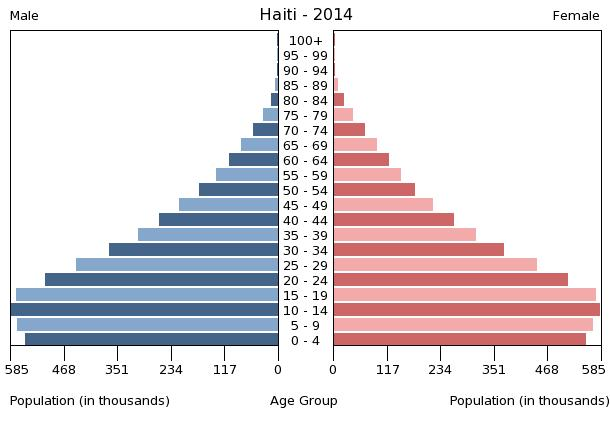 Haiti - 2014
Male Female
100+
95 - 99
90 - 94
85 - 89
80 - 84
75 - 79
70 - 74
65 - 69
60 - 64
55 - 59
50 - 54
45 - 49
40 - 44
35 - 39
30 - 34
25 - 29
20 - 24
15 - 19
10 - 14
5 - 9
0 - 4
585 468 351 234 117 0 0 117 234 351 468 585
Population (in thousands) Age Group Population (in thousands)